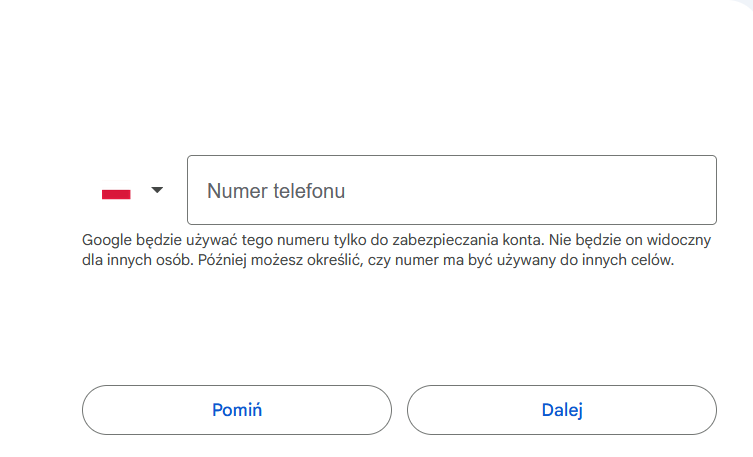 Numer telefonu
Google będzie używać tego numeru tylko do zabezpieczania konta. Nie będzie on widoczny
dla innych osób. Później możesz określić, czy numer ma być używany do innych celów.
Pomiń
Dalej